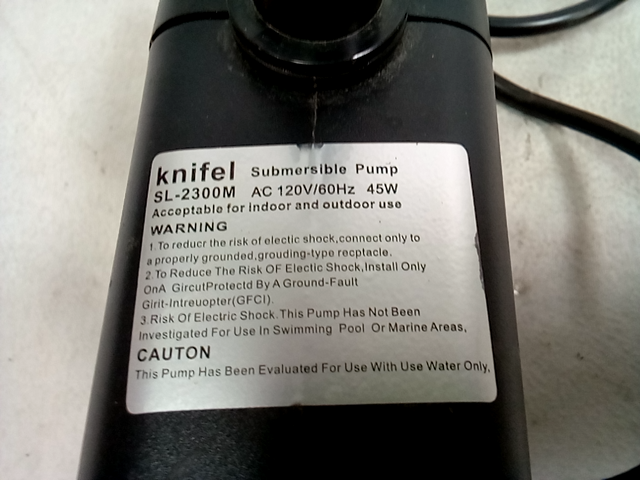 knifel Submersible Pump
SL-2300M AC 120V/60Hz 45W
Acceptable for indoor and outdoor use
WARNING
1.To reducr the risk of electic shock,connect only to
a properly grounded,grouding-type recptacle.
2.To Reduce The Risk OF Electic Shock,Install Only
OnA GircutProtectd By A Ground-Fault
Girit-Intreuopter(GFCI).
3.Risk Of Electric Shock.This Pump Has Not Been
Investigated For Use In Swimming Pool Or Marine Areas,
CAUTON
This Pump Has Been Evaluated For Use With Use Water Only,